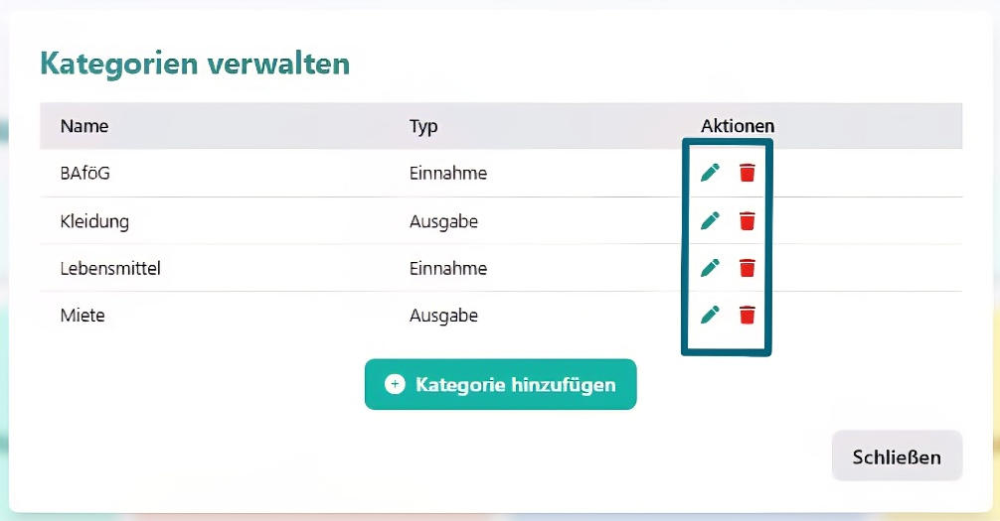 Kategorien verwalten
Name Typ Aktionen
BAföG Einnahme
Kleidung Ausgabe
Lebensmittel Einnahme
Miete Ausgabe
Kategorie hinzufügen
Schließen